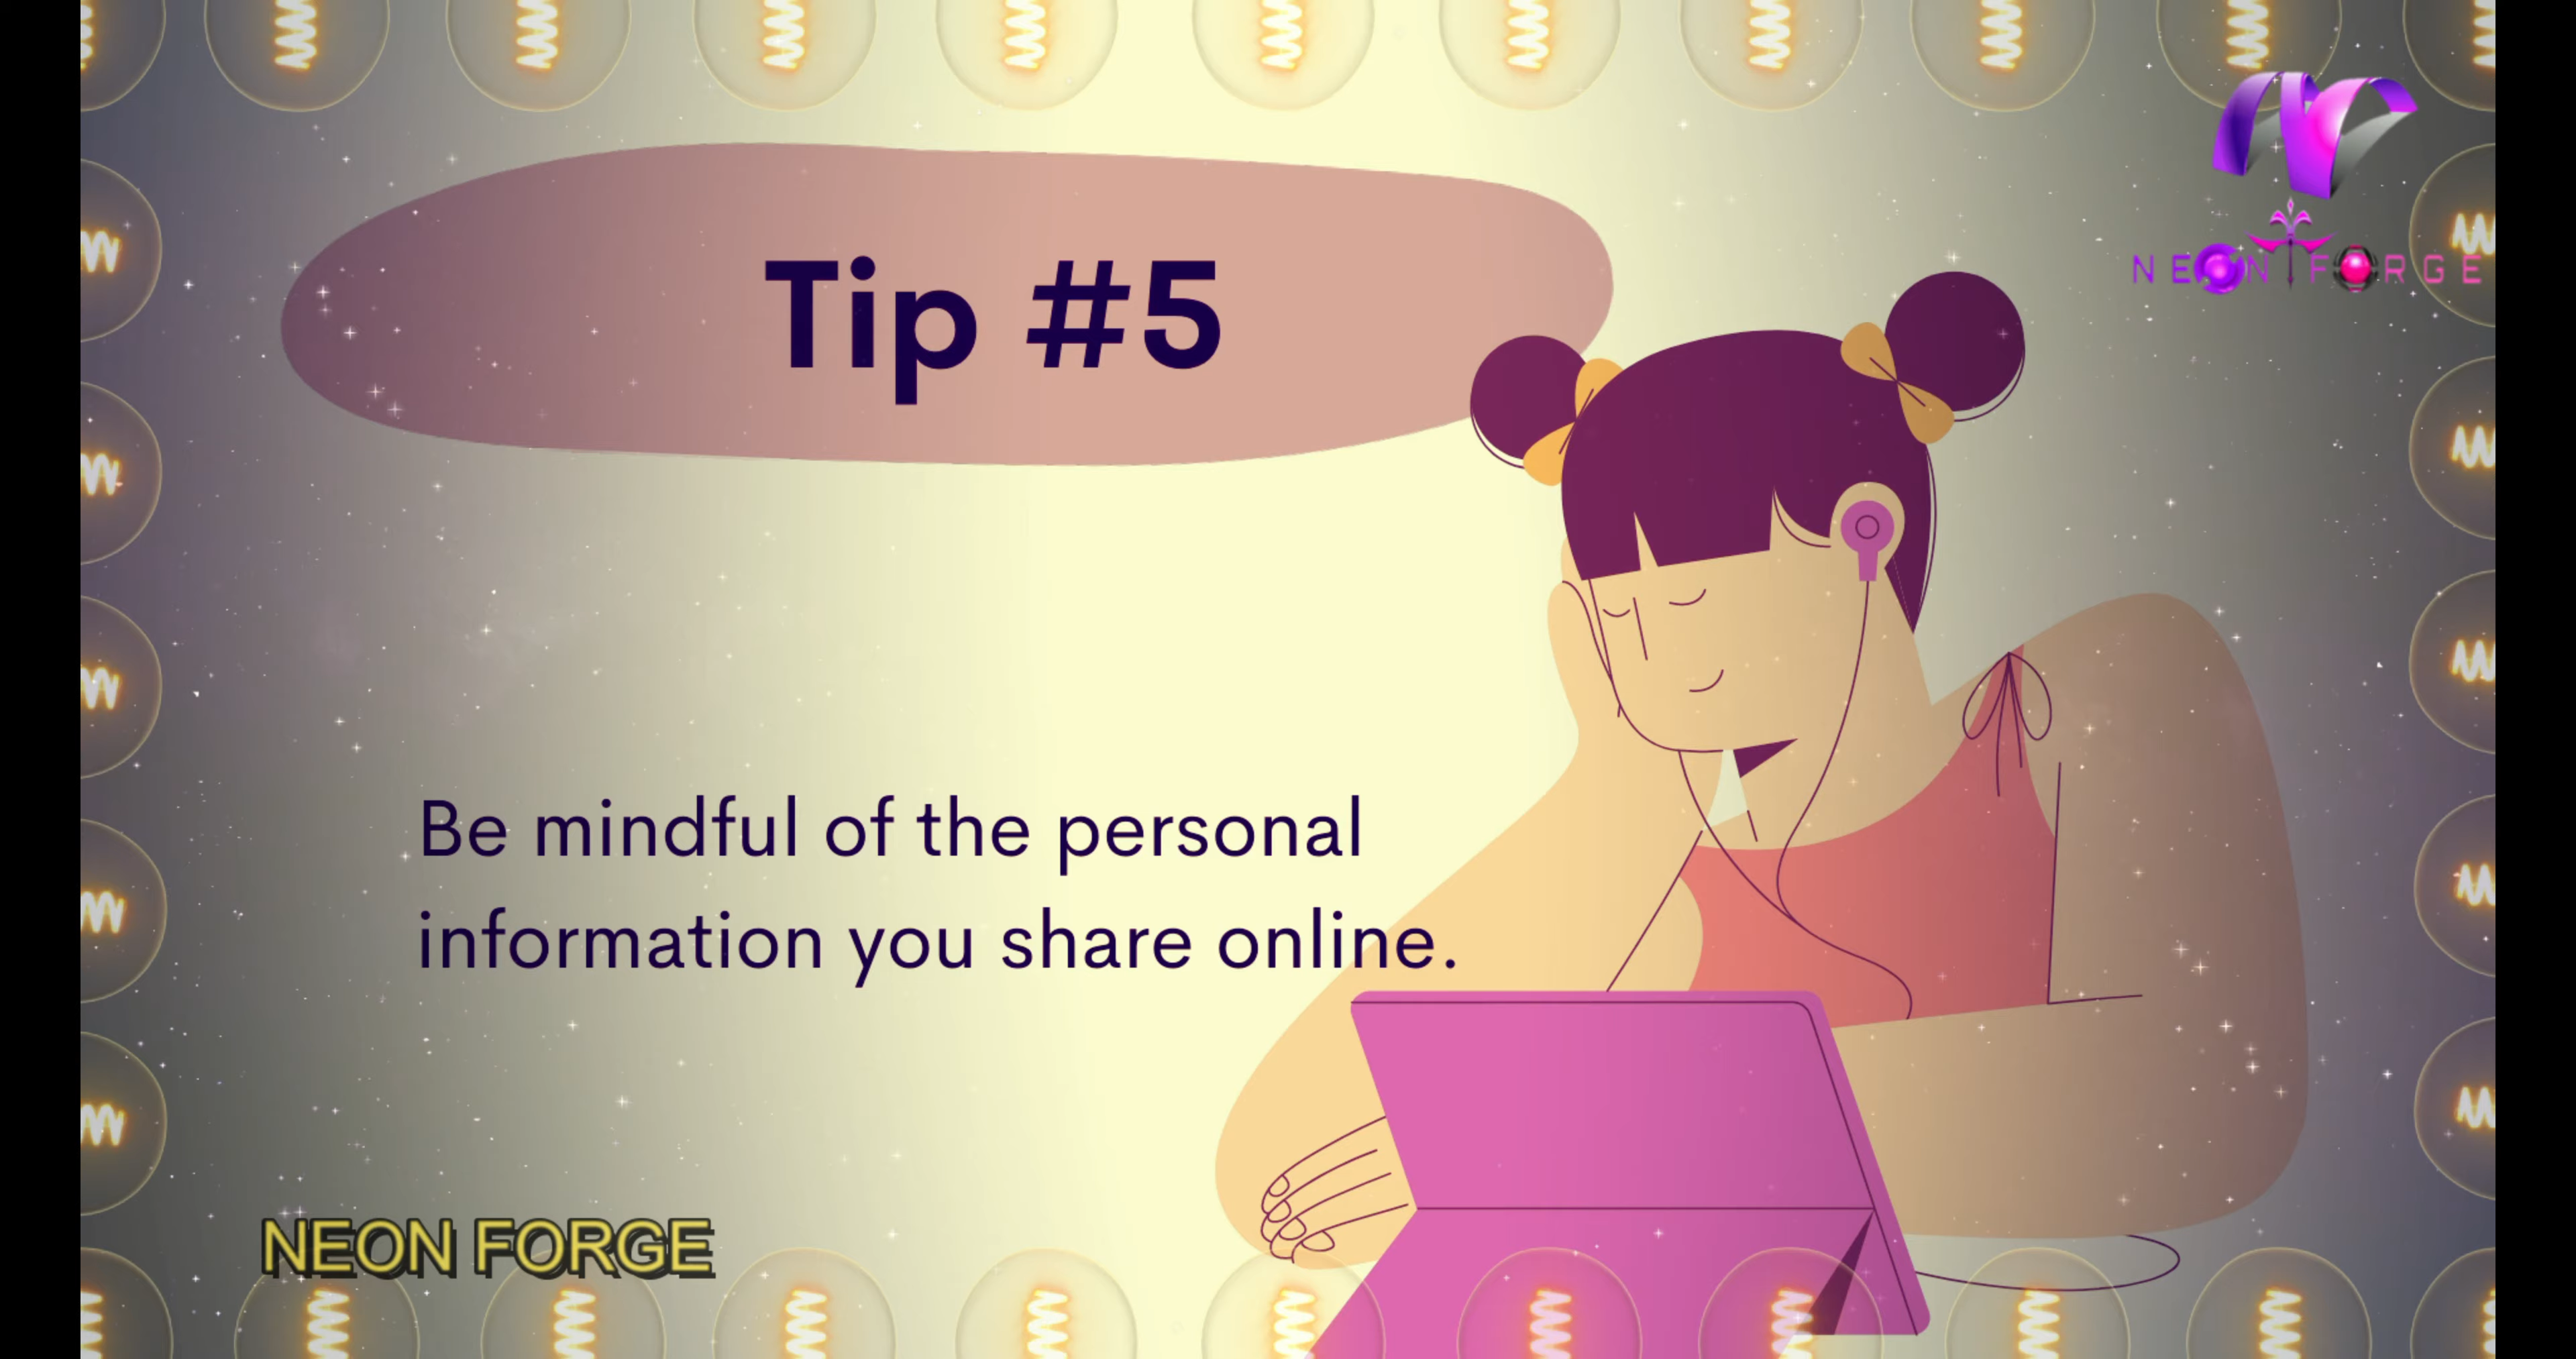 Tip #5
NEON FORGE
Be mindful of the personal
information you share online.
NEON FORGE